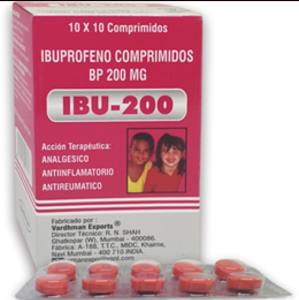 10 X 10 Comprimidos
IBUPROFENO COMPRIMIDOS
BP 200 MG
IBU-200
Acción Terapéutica:
ANALGESICO
ANTIINFLAMATORIO
ANTIREUMATICO
Fabricado por :
Vardhman Exports®
Director Técnico: R. N. SHAH
Ghatkopar (W), Mumbai - 400086.
Fábrica: A-168, T.T.C., MIDC, Khairne,
Navi Mumbai - 400 710 INDIA.